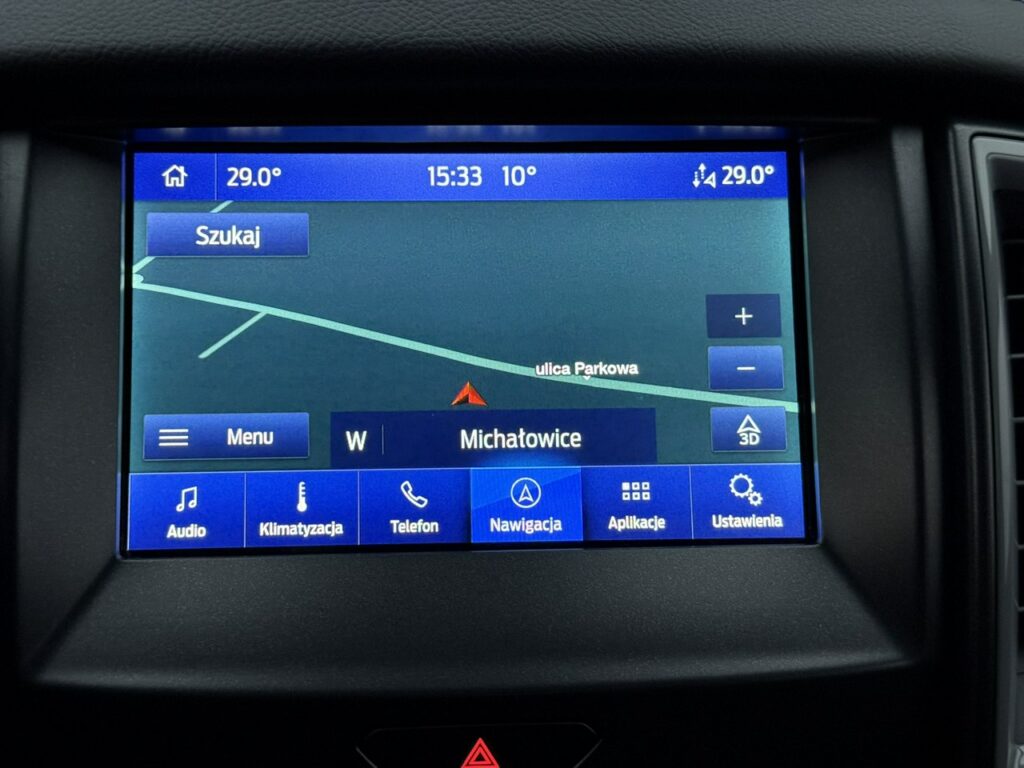 29.0°
15:33 10°
29.0°
Szukaj
ulica Parkowa
3D
Menu
W
Michałowice
Audio
Klimatyzacja
Telefon
Nawigacja
Aplikacje
Ustawienia